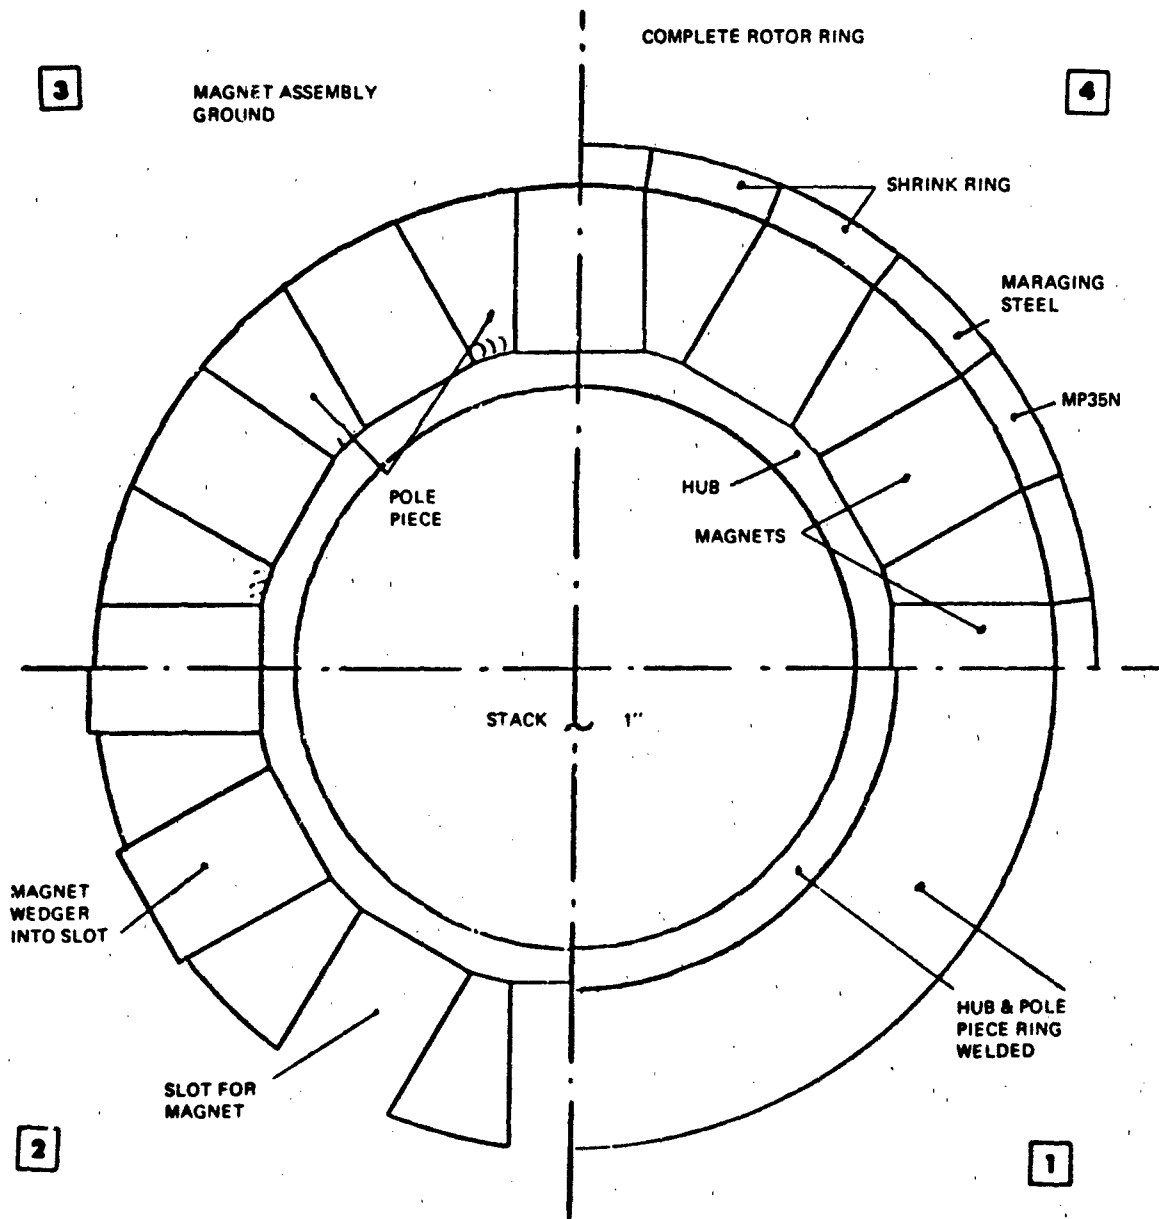 COMPLETE ROTOR RING
3
MAGNET ASSEMBLY
GROUND
4
SHRINK RING
MARAGING
STEEL
MP35N
HUB
POLE
PIECE
MAGNETS
STACK 1"
MAGNET
WEDGER
INTO SLOT
HUB & POLE
PIECE RING
WELDED
SLOT FOR
MAGNET
2
1